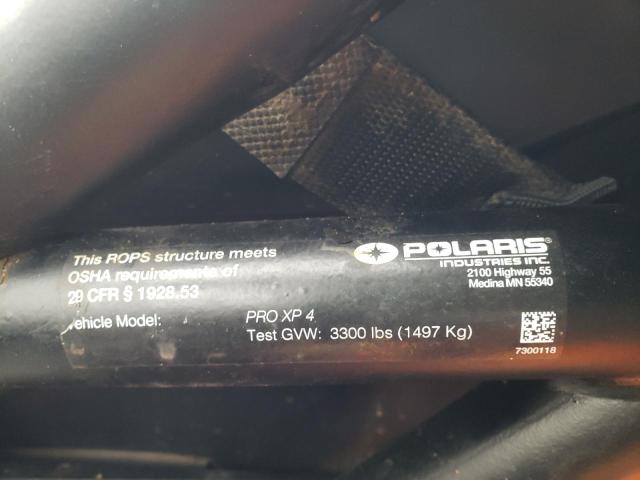 This ROPS structure meets
OSHA requirements of
29 CFR § 1928.53
Vehicle Model: PRO XP 4
Test GVW: 3300 lbs (1497 Kg)
POLARIS®
INDUSTRIES INC.
2100 Highway 55
Medina MN 55340
7300118